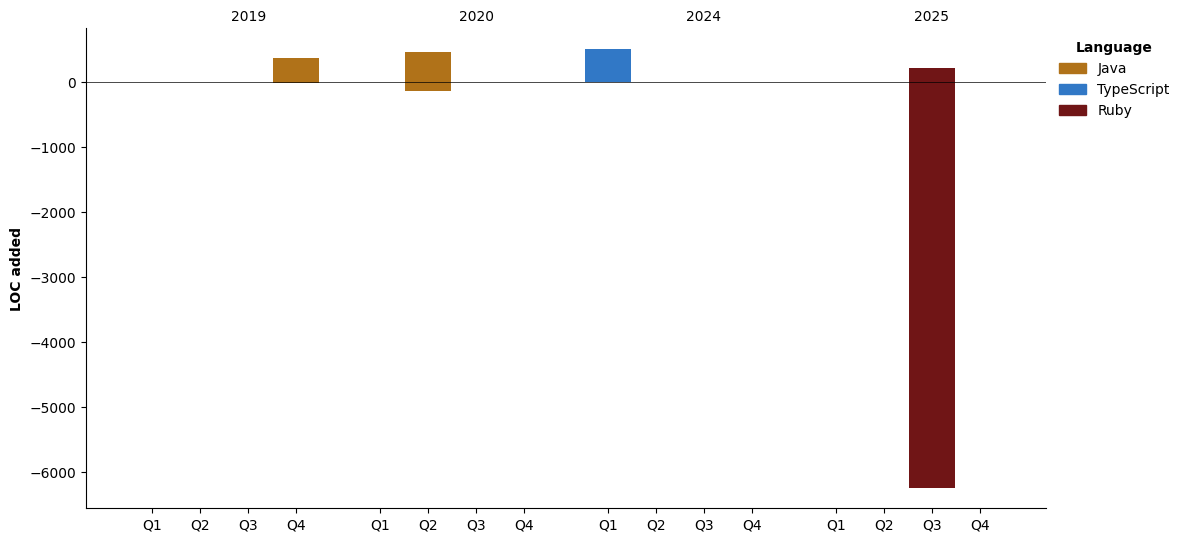 2019 2020 2024 2025
Language
Java
TypeScript
Ruby
LOC added
0
−1000
−2000
−3000
−4000
−5000
−6000
Q1 Q2 Q3 Q4 Q1 Q2 Q3 Q4 Q1 Q2 Q3 Q4 Q1 Q2 Q3 Q4